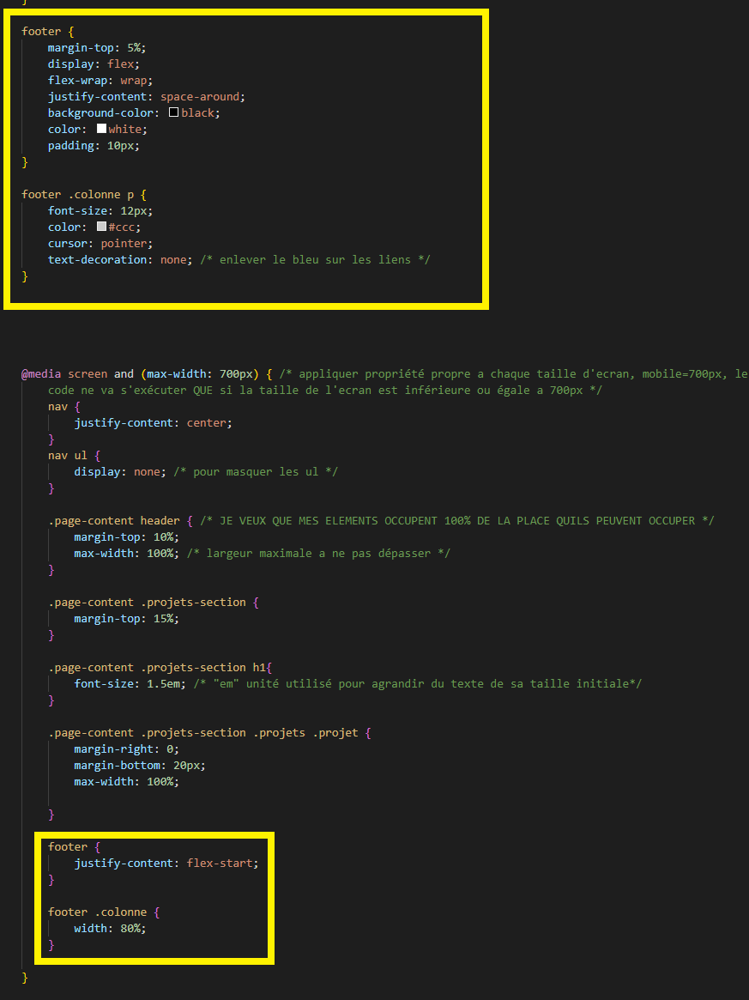 }
footer {
margin-top: 5%;
display: flex;
flex-wrap: wrap;
justify-content: space-around;
background-color: black;
color: white;
padding: 10px;
}
footer .colonne p {
font-size: 12px;
color: #ccc;
cursor: pointer;
text-decoration: none; /* enlever le bleu sur les liens */
}
@media screen and (max-width: 700px) { /* appliquer propriété propre a chaque taille d'ecran, mobile=700px, le
code ne va s'exécuter QUE si la taille de l'ecran est inférieure ou égale a 700px */
nav {
justify-content: center;
}
nav ul {
display: none; /* pour masquer les ul */
}
.page-content header { /* JE VEUX QUE MES ELEMENTS OCCUPENT 100% DE LA PLACE QUILS PEUVENT OCCUPER */
margin-top: 10%;
max-width: 100%; /* largeur maximale a ne pas dépasser */
}
.page-content .projets-section {
margin-top: 15%;
}
.page-content .projets-section h1{
font-size: 1.5em; /* "em" unité utilisé pour agrandir du texte de sa taille initiale*/
}
.page-content .projets-section .projets .projet {
margin-right: 0;
margin-bottom: 20px;
max-width: 100%;
}
footer {
justify-content: flex-start;
}
footer .colonne {
width: 80%;
}
}